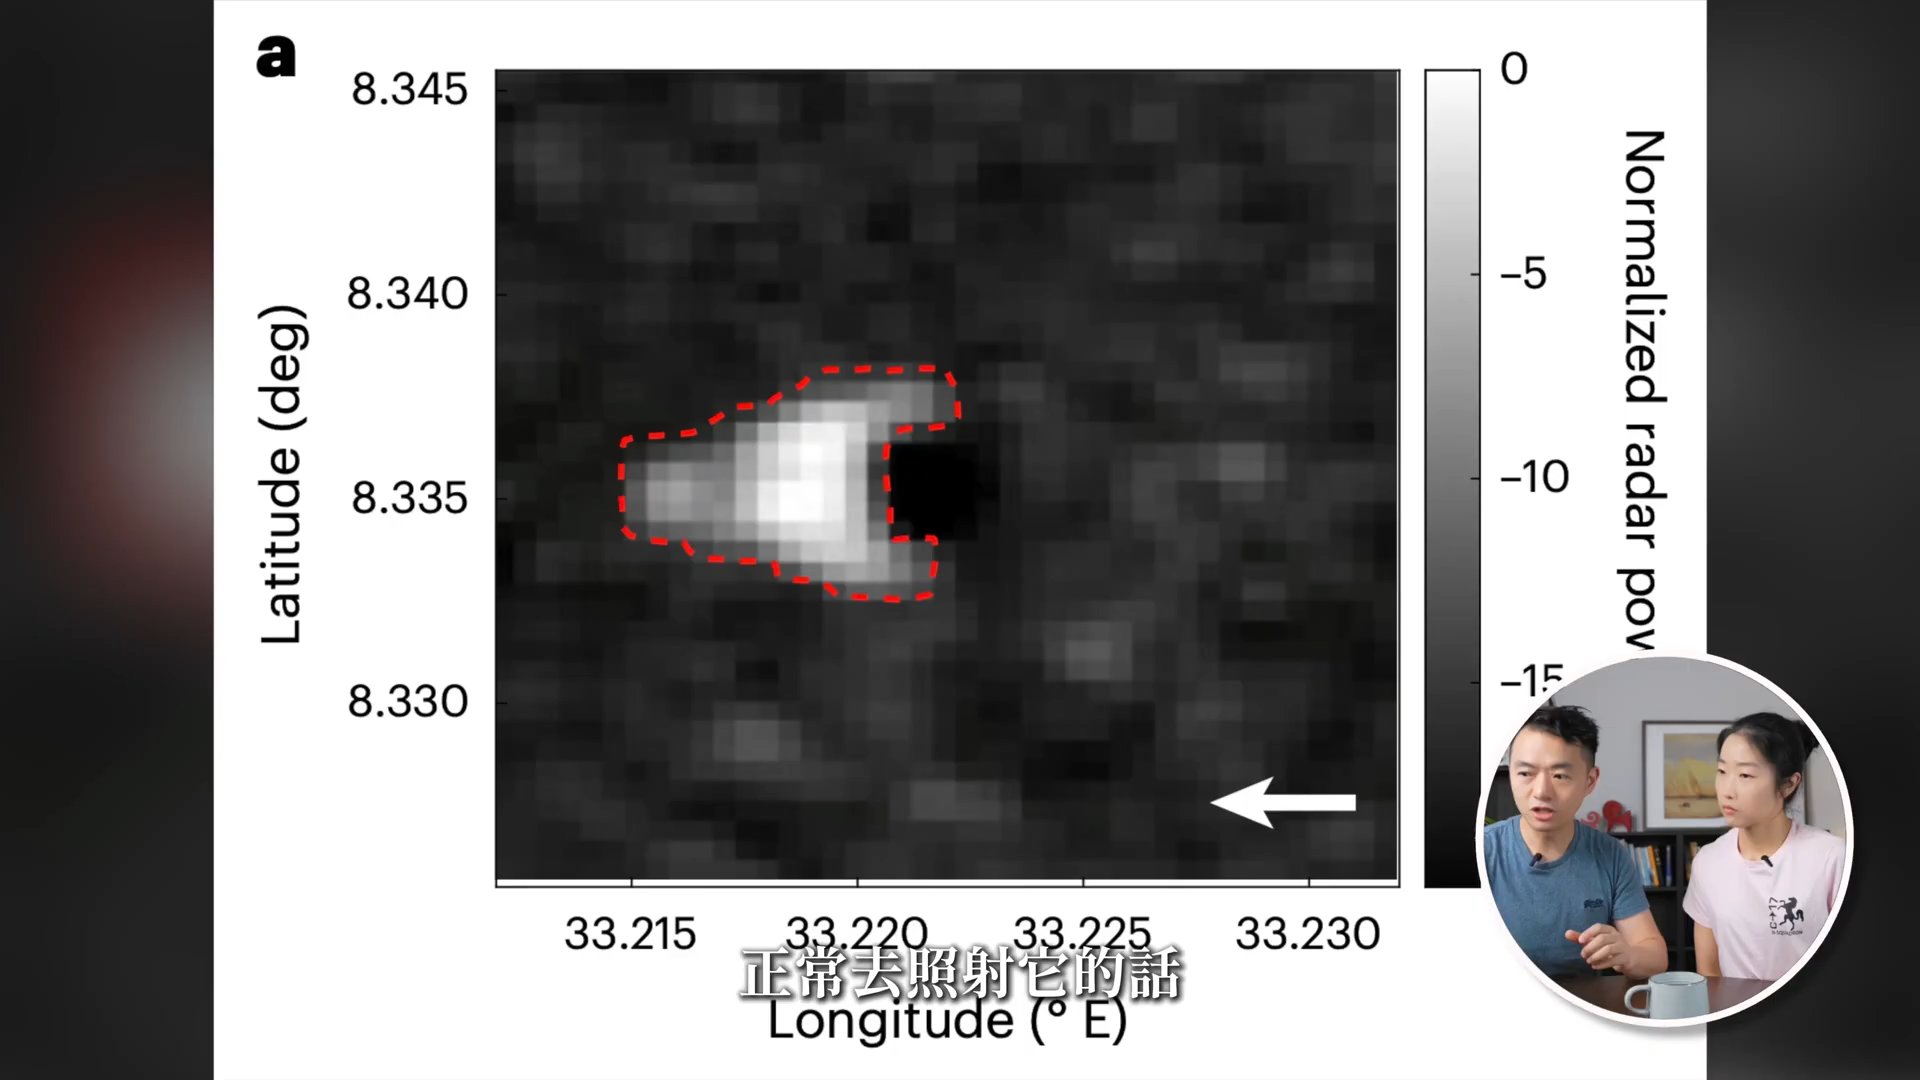 a
8.345
8.340
8.335
8.330
Latitude (deg)
0
−5
−10
−15
Normalized radar pow
33.215
33.220
33.225
33.230
正常去照射它的話
Longitude (° E)